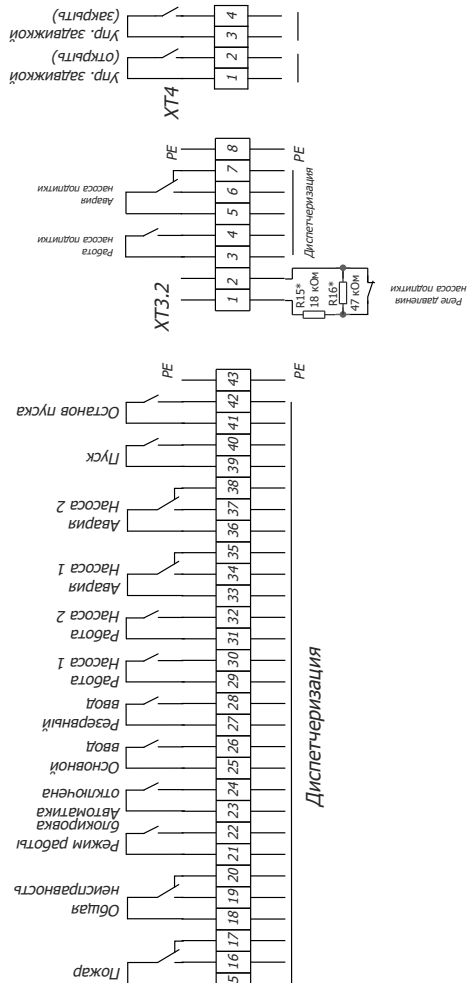 Упр. задвижкой
(закрыть)
Упр. задвижкой
(открыть)
4
3
2
1
XT4
PE
Авария
насоса подпитки
Работа
насоса подпитки
8
7
6
5
4
3
2
1
PE
Диспетчеризация
XT3.2
R15*
18 кОм
R16*
47 кОм
Реле давления
насоса подпитки
PE
Останов пуска
Пуск
Авария
Насоса 2
Авария
Насоса 1
Работа
Насоса 2
Работа
Насоса 1
Резервный
ввод
Основной
ввод
Автоматика
отключена
Режим работы
блокировка
Общая
неисправность
Пожар
43
42
41
40
39
38
37
36
35
34
33
32
31
30
29
28
27
26
25
24
23
22
21
20
19
18
17
16
5
PE
Диспетчеризация